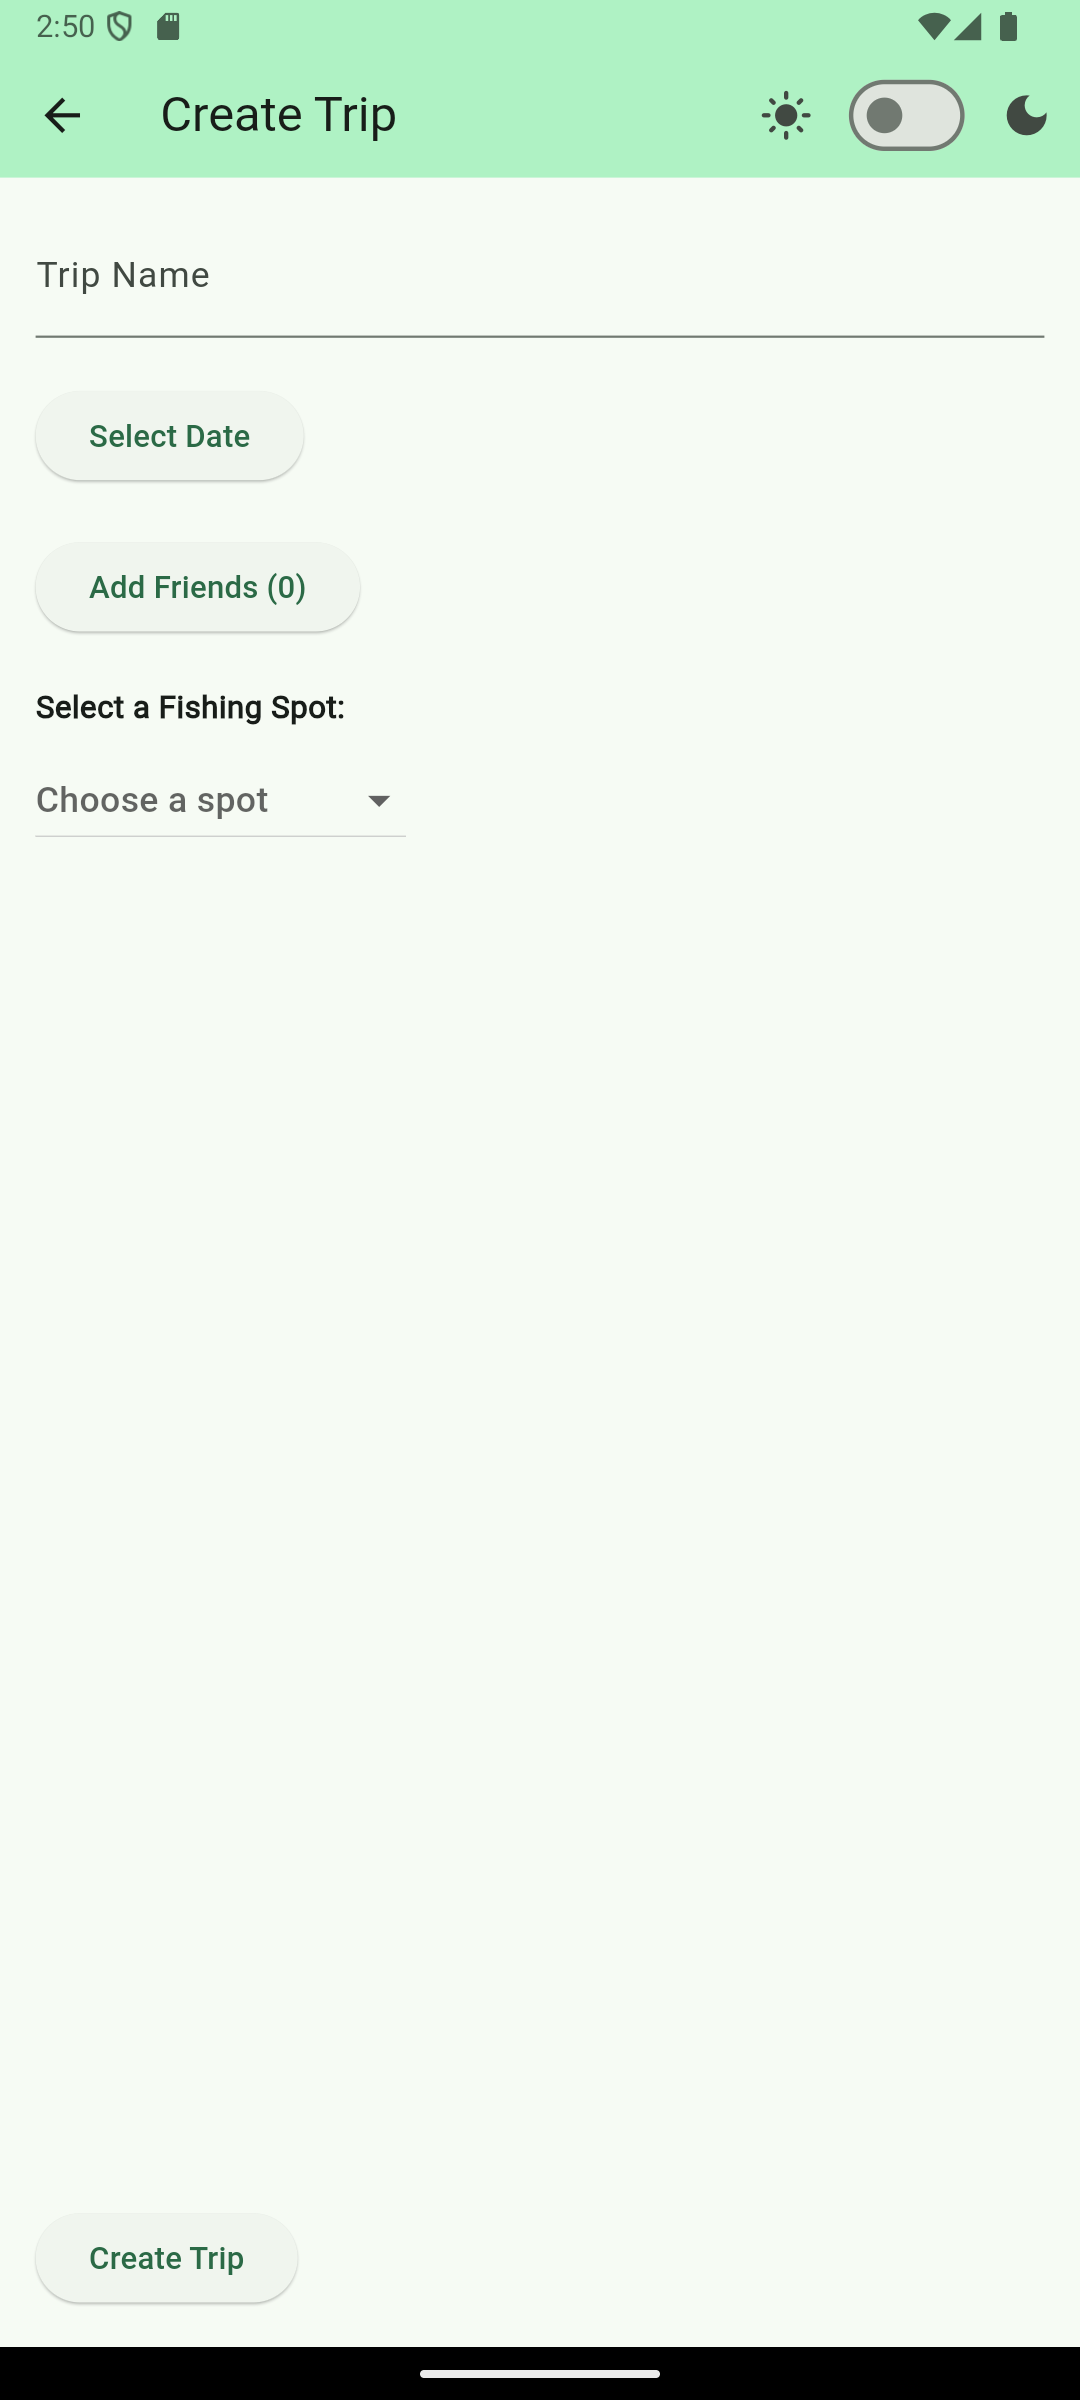 2:50
Create Trip
Trip Name
Select Date
Add Friends (0)
Select a Fishing Spot:
Choose a spot
Create Trip